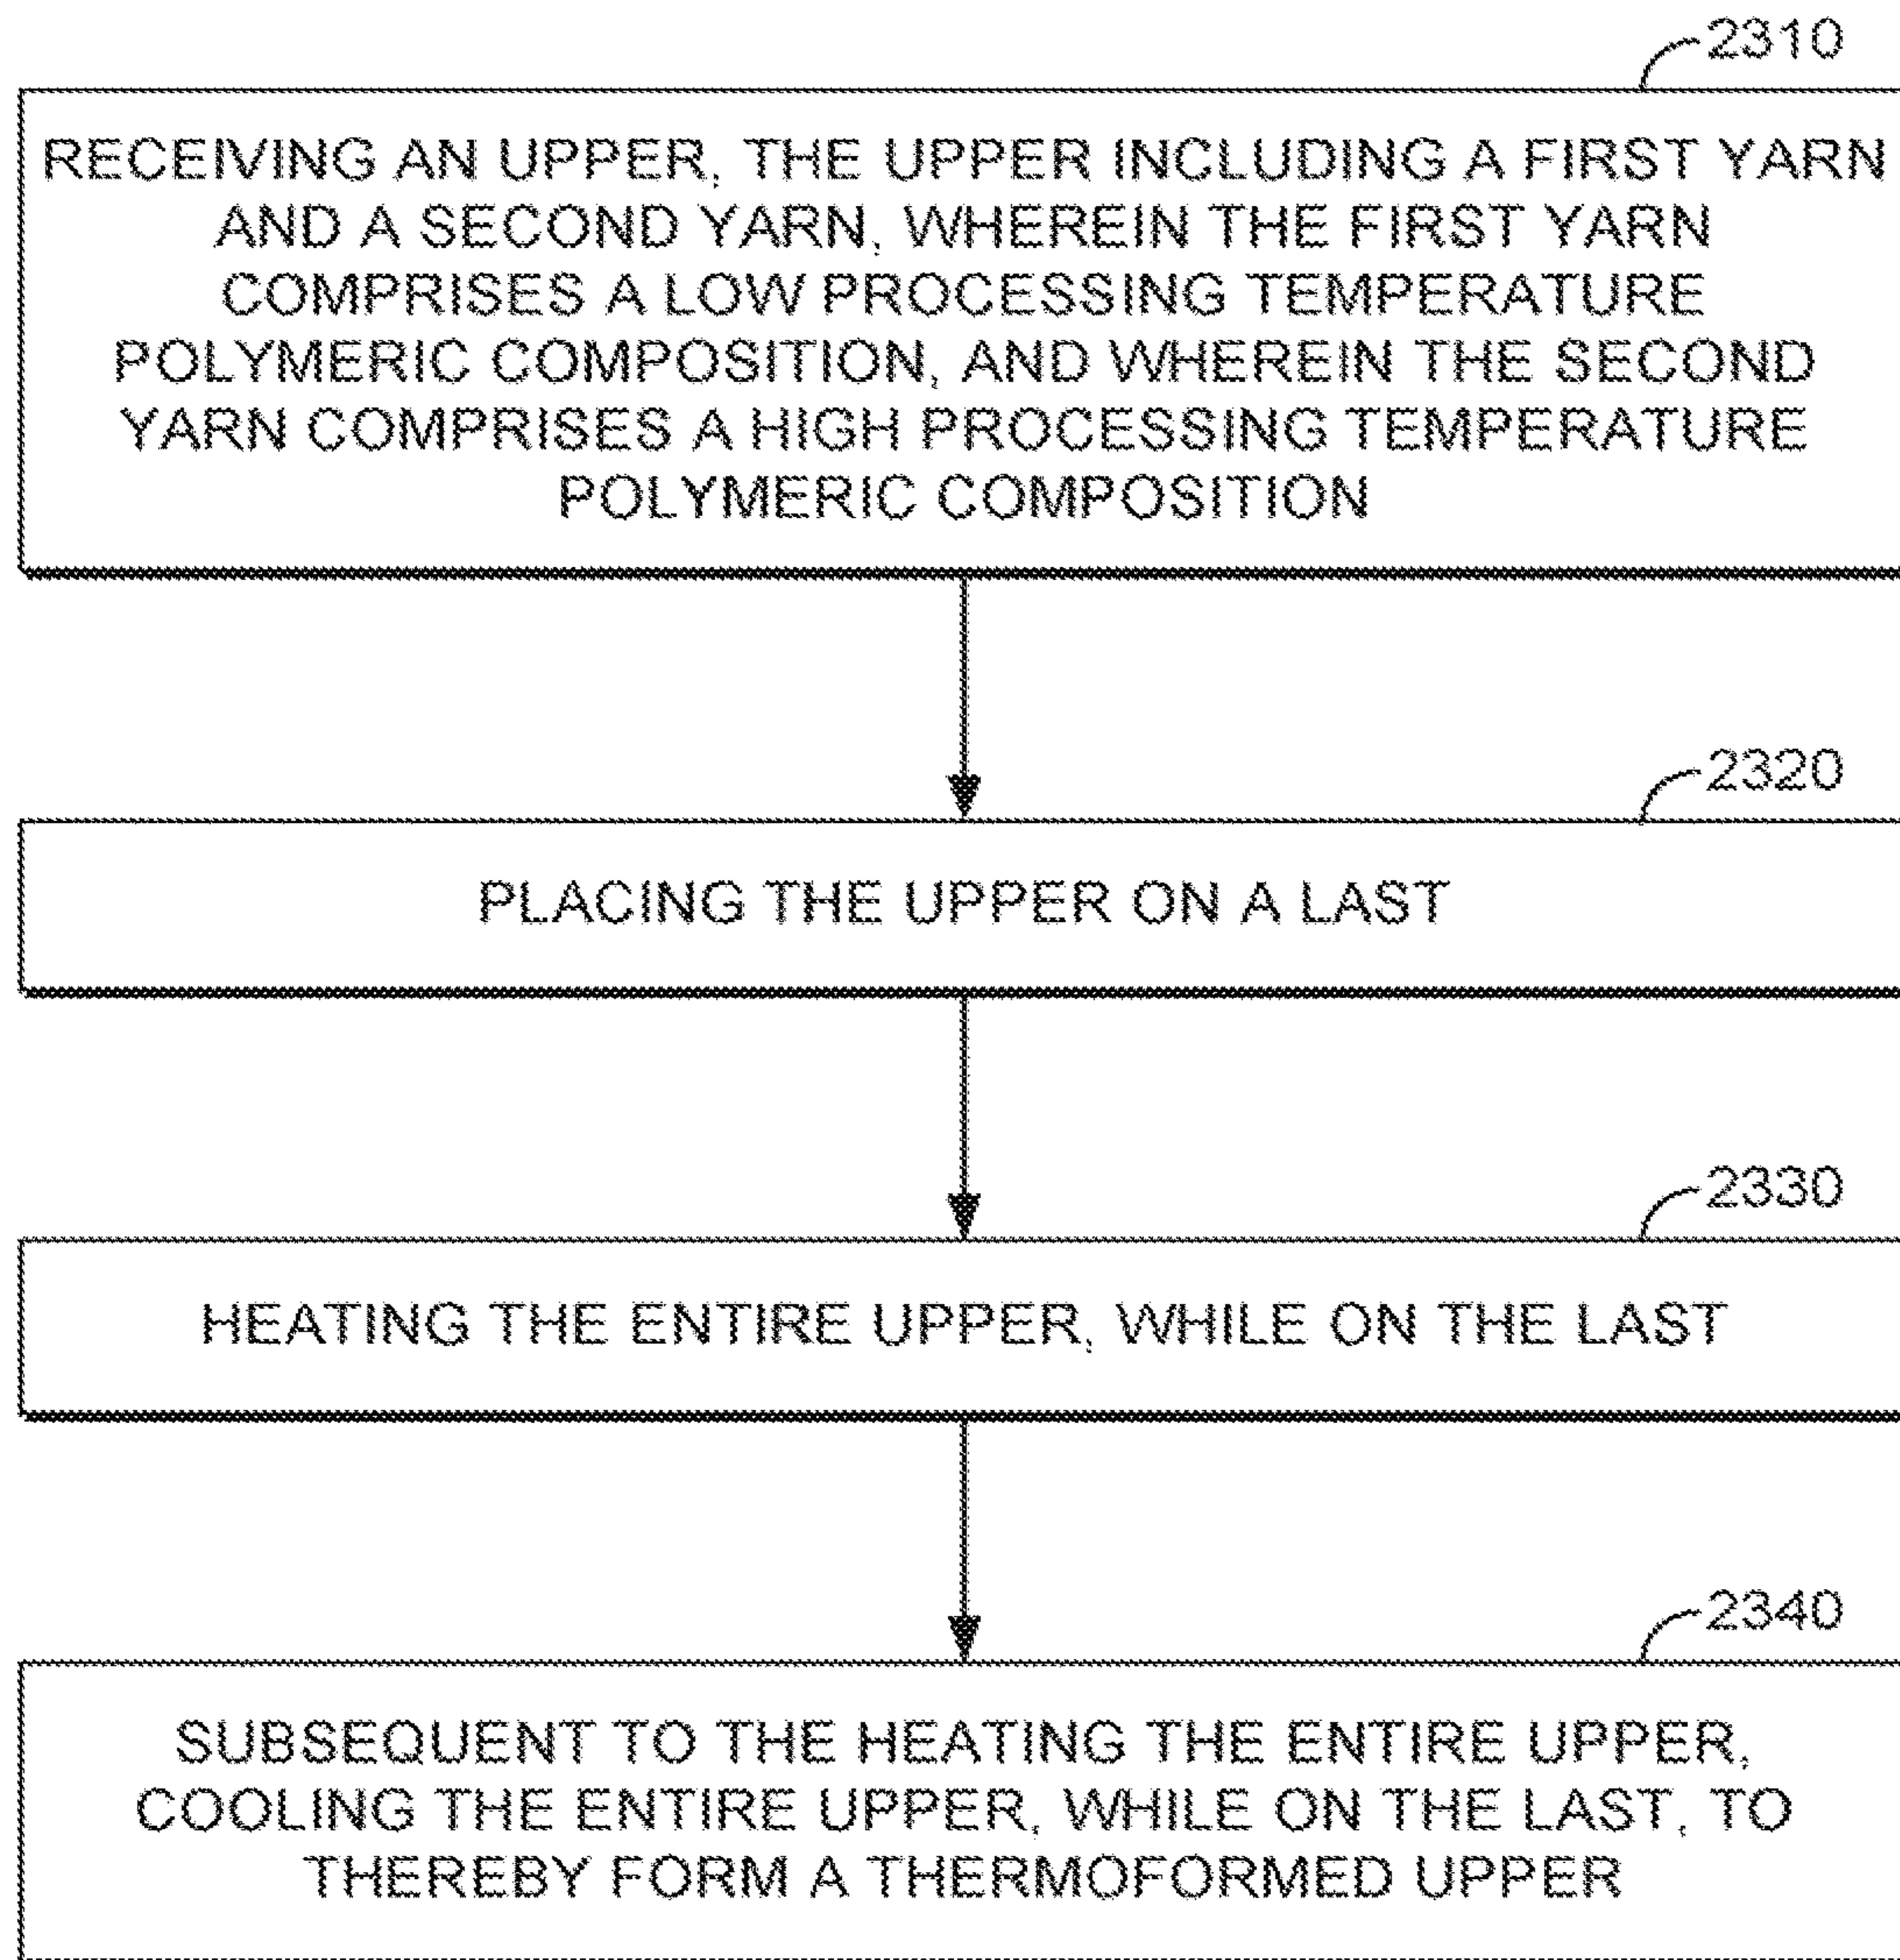 2310
RECEIVING AN UPPER, THE UPPER INCLUDING A FIRST YARN
AND A SECOND YARN, WHEREIN THE FIRST YARN
COMPRISES A LOW PROCESSING TEMPERATURE
POLYMERIC COMPOSITION, AND WHEREIN THE SECOND
YARN COMPRISES A HIGH PROCESSING TEMPERATURE
POLYMERIC COMPOSITION
2320
PLACING THE UPPER ON A LAST
2330
HEATING THE ENTIRE UPPER, WHILE ON THE LAST
2340
SUBSEQUENT TO THE HEATING THE ENTIRE UPPER,
COOLING THE ENTIRE UPPER, WHILE ON THE LAST, TO
THEREBY FORM A THERMOFORMED UPPER